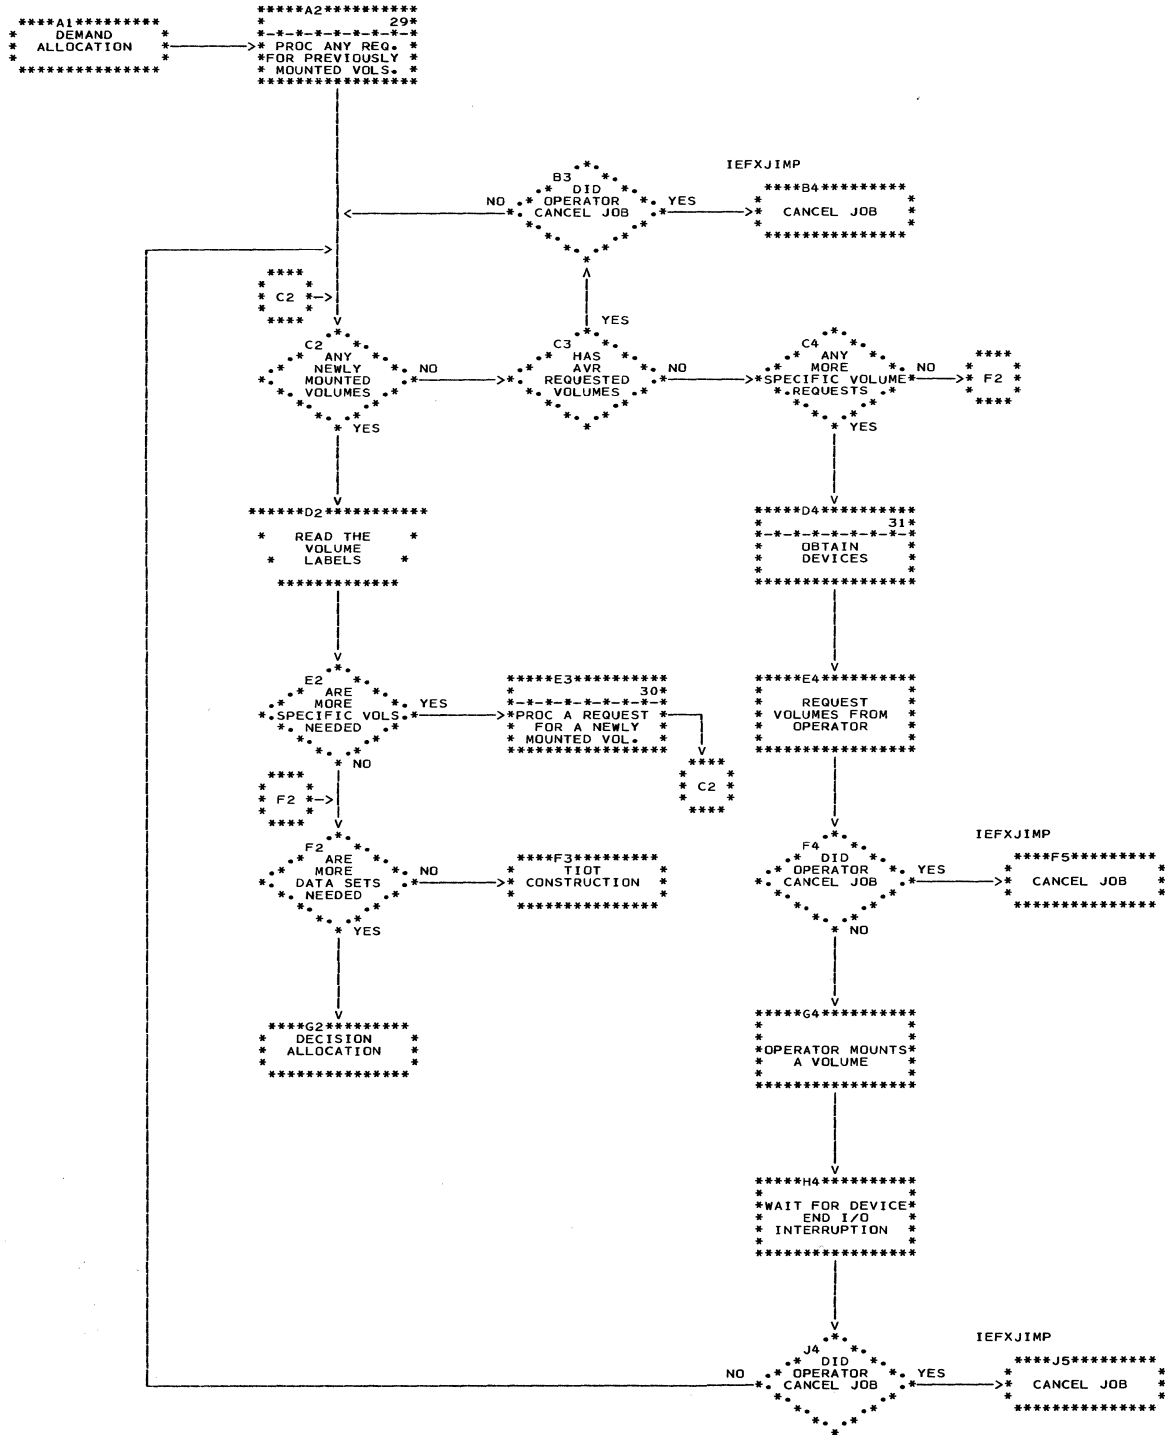 A1
DEMAND
ALLOCATION
A2
29
PROC ANY REQ.
FOR PREVIOUSLY
MOUNTED VOLS.
B3
DID
OPERATOR
CANCEL JOB
NO
YES
IEFXJIMP
B4
CANCEL JOB
C2
C2
ANY
NEWLY
MOUNTED
VOLUMES
NO
YES
C3
HAS
AVR
REQUESTED
VOLUMES
YES
NO
C4
ANY
MORE
SPECIFIC VOLUME
REQUESTS
NO
YES
F2
D2
READ THE
VOLUME
LABELS
D4
31
OBTAIN
DEVICES
E2
ARE
MORE
SPECIFIC VOLS
NEEDED
YES
NO
E3
30
PROC A REQUEST
FOR A NEWLY
MOUNTED VOL.
C2
E4
REQUEST
VOLUMES FROM
OPERATOR
F2
F2
ARE
MORE
DATA SETS
NEEDED
NO
YES
F3
TIOT
CONSTRUCTION
F4
DID
OPERATOR
CANCEL JOB
YES
NO
IEFXJIMP
F5
CANCEL JOB
G2
DECISION
ALLOCATION
G4
OPERATOR MOUNTS
A VOLUME
H4
WAIT FOR DEVICE
END I/O
INTERRUPTION
J4
DID
OPERATOR
CANCEL JOB
NO
YES
IEFXJIMP
J5
CANCEL JOB